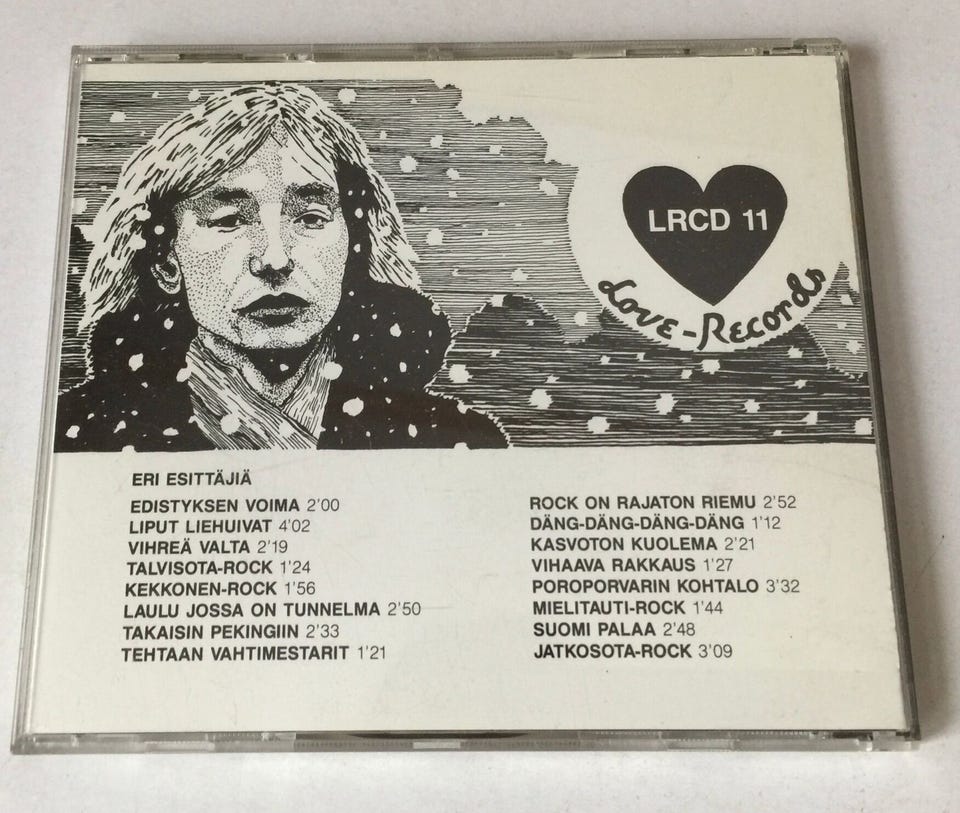 LRCD 11
Love-Records
ERI ESITTÄJIÄ
EDISTYKSEN VOIMA 2'00
LIPUT LIEHUIVAT 4'02
VIHREÄ VALTA 2'19
TALVISOTA-ROCK 1'24
KEKKONEN-ROCK 1'56
LAULU JOSSA ON TUNNELMA 2'50
TAKAISIN PEKINGIIN 2'33
TEHTAAN VAHTIMESTARIT 1'21
ROCK ON RAJATON RIEMU 2'52
DÄNG-DÄNG-DÄNG-DÄNG 1'12
KASVOTON KUOLEMA 2'21
VIHAAVA RAKKAUS 1'27
POROPORVARIN KOHTALO 3'32
MIELITAUTI-ROCK 1'44
SUOMI PALAA 2'48
JATKOSOTA-ROCK 3'09